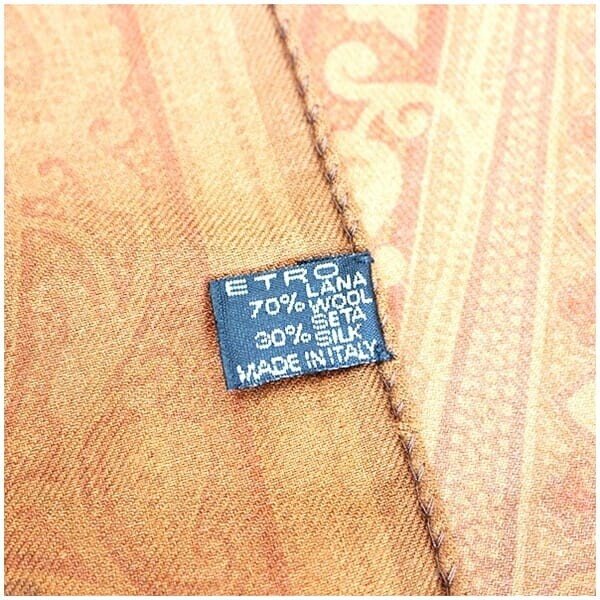 ETRO
70% LANA
WOOL
30% SETA
SILK
MADE IN ITALY